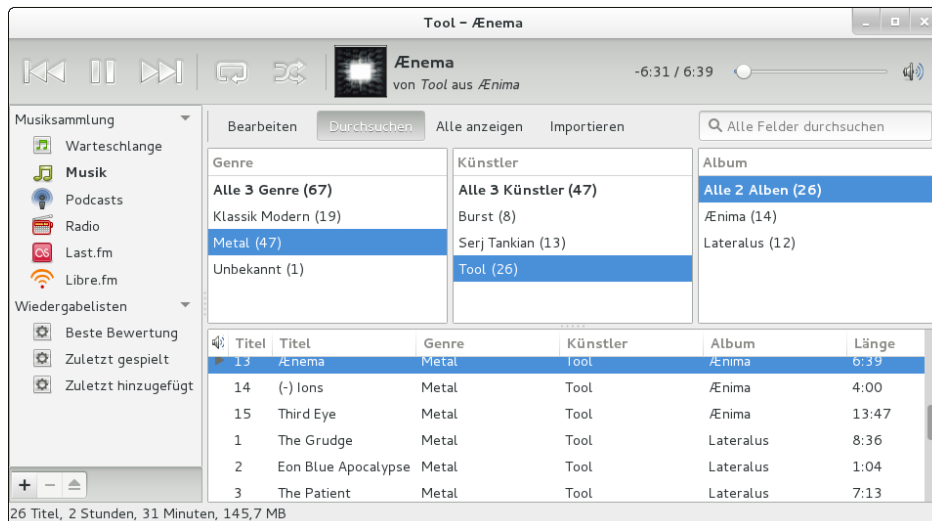 Tool – Ænema
Ænema
von Tool aus Ænima
-6:31 / 6:39
Musiksammlung
Warteschlange
Musik
Podcasts
Radio
Last.fm
Libre.fm
Wiedergabelisten
Beste Bewertung
Zuletzt gespielt
Zuletzt hinzugefügt
Bearbeiten Durchsuchen Alle anzeigen Importieren Alle Felder durchsuchen
Genre
Alle 3 Genre (67)
Klassik Modern (19)
Metal (47)
Unbekannt (1)
Künstler
Alle 3 Künstler (47)
Burst (8)
Serj Tankian (13)
Tool (26)
Album
Alle 2 Alben (26)
Ænima (14)
Lateralus (12)
Titel Titel Genre Künstler Album Länge
13 Ænema Metal Tool Ænima 6:39
14 (-) Ions Metal Tool Ænima 4:00
15 Third Eye Metal Tool Ænima 13:47
1 The Grudge Metal Tool Lateralus 8:36
2 Eon Blue Apocalypse Metal Tool Lateralus 1:04
3 The Patient Metal Tool Lateralus 7:13
26 Titel, 2 Stunden, 31 Minuten, 145,7 MB